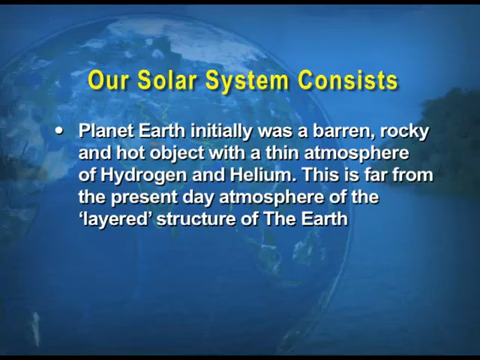 Our Solar System Consists
• Planet Earth initially was a barren, rocky
and hot object with a thin atmosphere
of Hydrogen and Helium. This is far from
the present day atmosphere of the
‘layered’ structure of The Earth